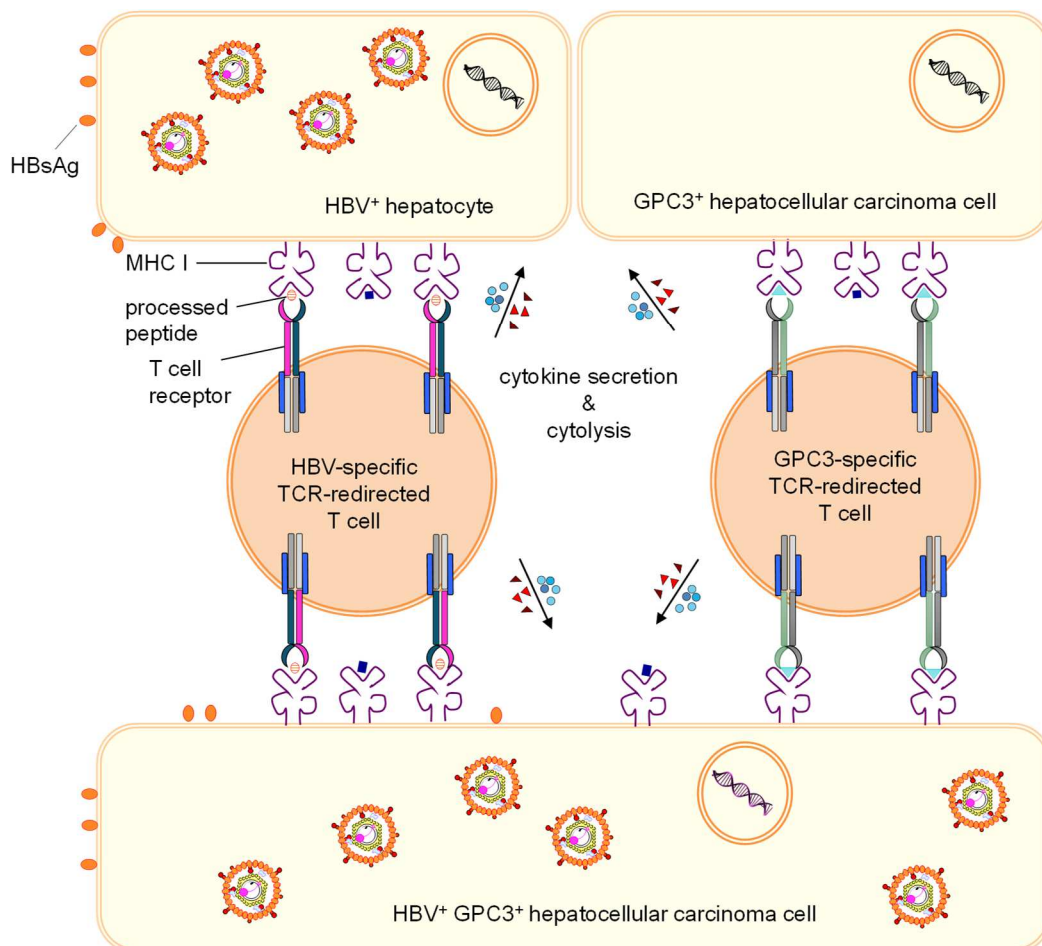 HBsAg
HBV⁺ hepatocyte
GPC3⁺ hepatocellular carcinoma cell
MHC I
processed
peptide
T cell
receptor
cytokine secretion
&
cytolysis
HBV-specific
TCR-redirected
T cell
GPC3-specific
TCR-redirected
T cell
HBV⁺ GPC3⁺ hepatocellular carcinoma cell